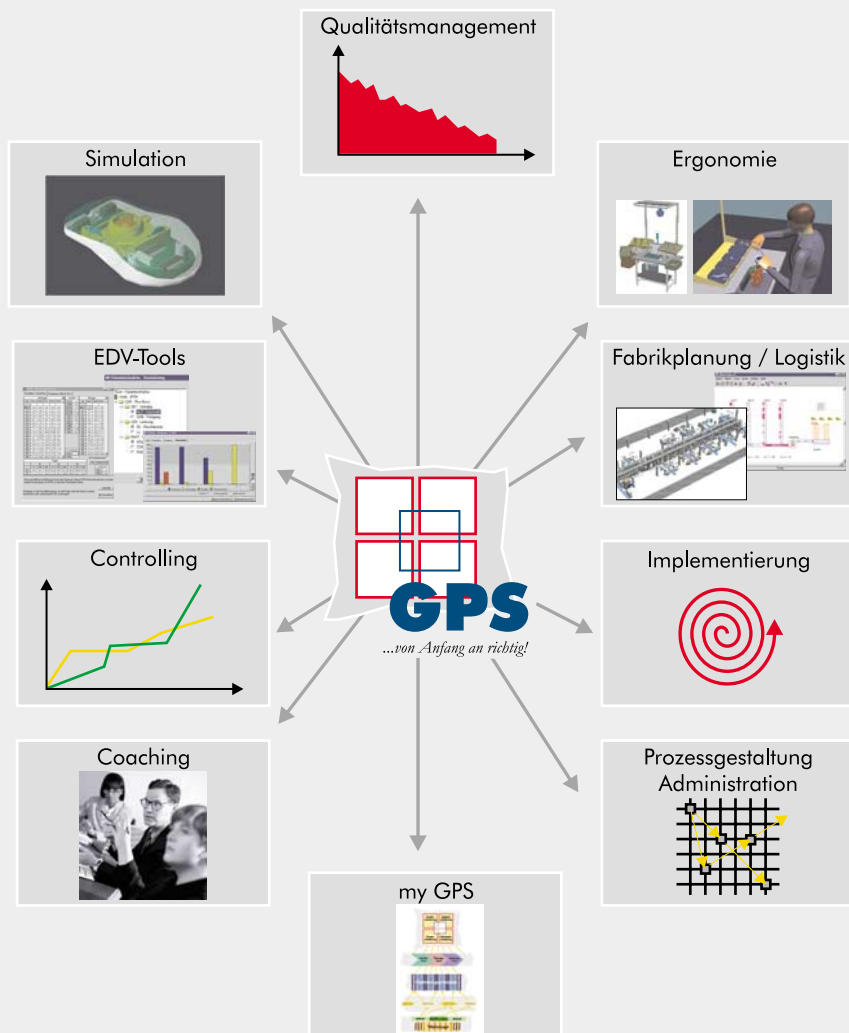 Qualitätsmanagement
Simulation
Ergonomie
EDV-Tools
Fabrikplanung / Logistik
GPS
...von Anfang an richtig!
Controlling
Implementierung
Coaching
Prozessgestaltung
Administration
my GPS